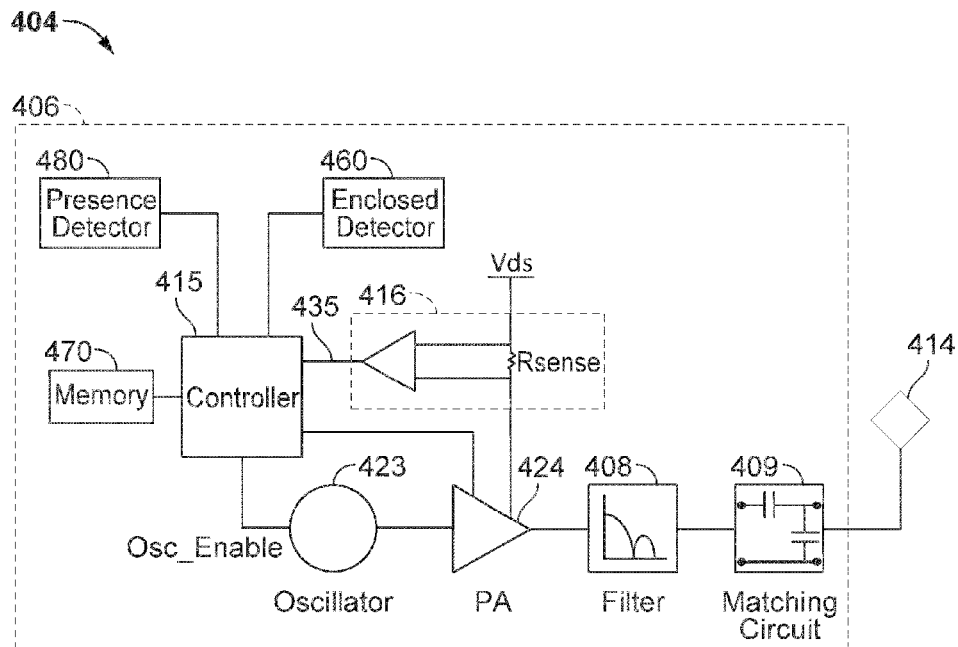 404
406
480
Presence
Detector
460
Enclosed
Detector
Vds
415
435
416
Rsense
414
470
Memory
Controller
423
424
408
409
Osc_Enable
Oscillator
PA
Filter
Matching
Circuit